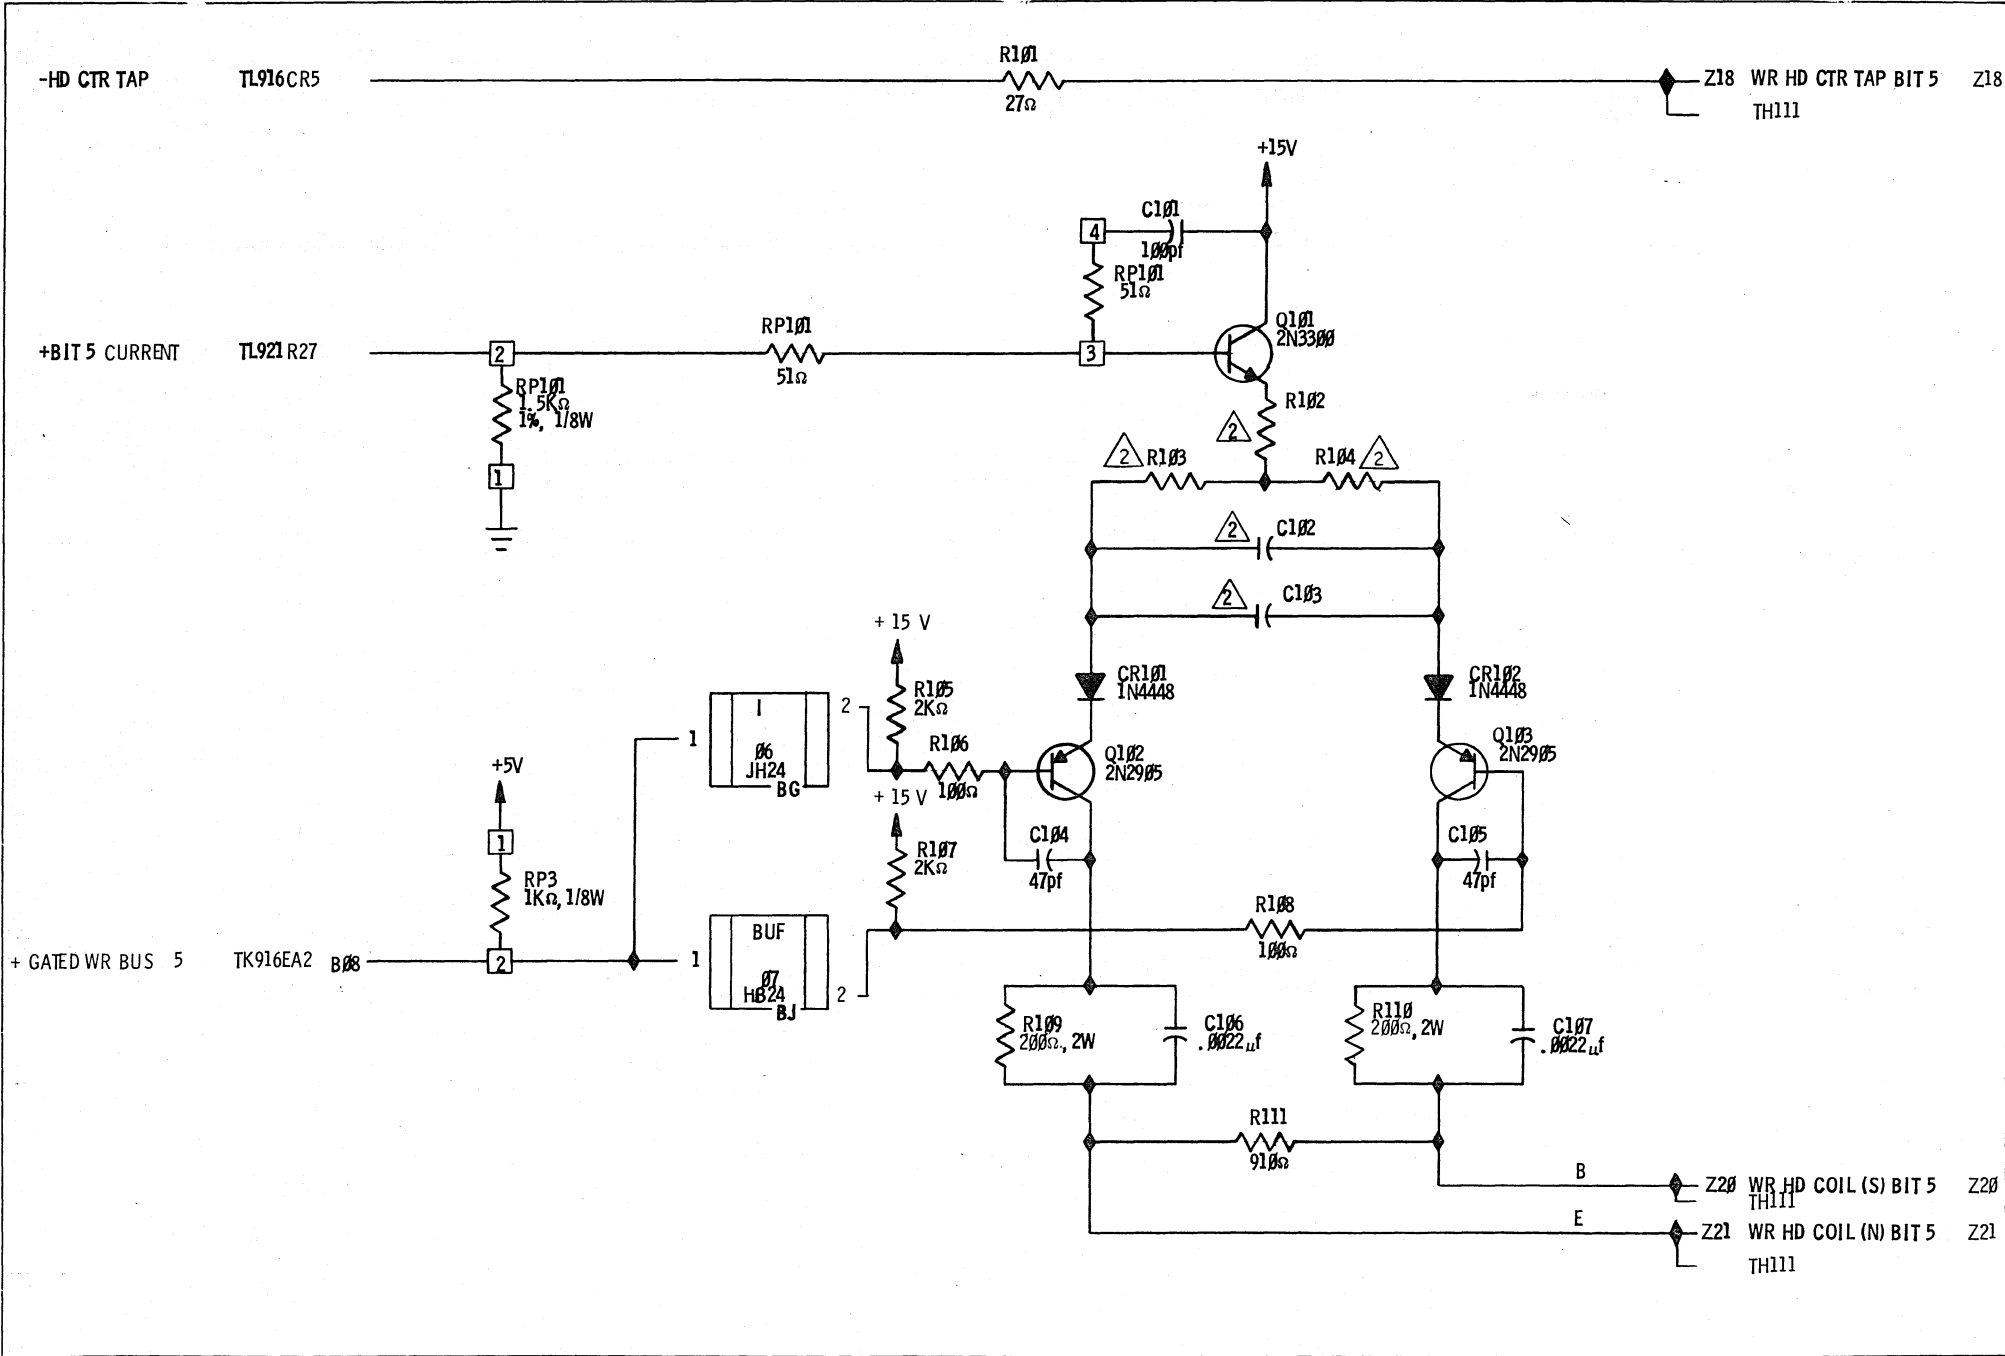 R1Ø1
-HD CTR TAP TL916CR5 Z18 WR HD CTR TAP BIT 5 Z18
27Ω
TH111
+15V
C1Ø1
4
1ØØpf
RP1Ø1
51Ω
Q1Ø1
2N33ØØ
RP1Ø1
+BIT 5 CURRENT TL921R27 2 3
51Ω
RP1Ø1
1.5KΩ
1%, 1/8W
R1Ø2
2
2 R1Ø3
R1Ø4 2
1
2 C1Ø2
2 C1Ø3
+ 15 V
CR1Ø1
1N4448
CR1Ø2
1N4448
R1Ø5
2KΩ
I 2
1
Ø6
JH24
BG
R1Ø6
1ØØΩ
Q1Ø2
2N29Ø5
Q1Ø3
2N29Ø5
+5V
+ 15 V
1
C1Ø4
47pf
C1Ø5
47pf
R1Ø7
2KΩ
RP3
1KΩ, 1/8W
R1Ø8
1ØØΩ
BUF
+ GATED WR BUS 5 TK916EA2 BØ8 2 1
Ø7
HB24 2
BJ
R1Ø9
2ØØΩ, 2W
C1Ø6
.ØØ22µf
R11Ø
2ØØΩ, 2W
C1Ø7
.ØØ22µf
R111
91ØΩ
B
Z2Ø WR HD COIL (S) BIT 5 Z2Ø
TH111
E
Z21 WR HD COIL (N) BIT 5 Z21
TH111